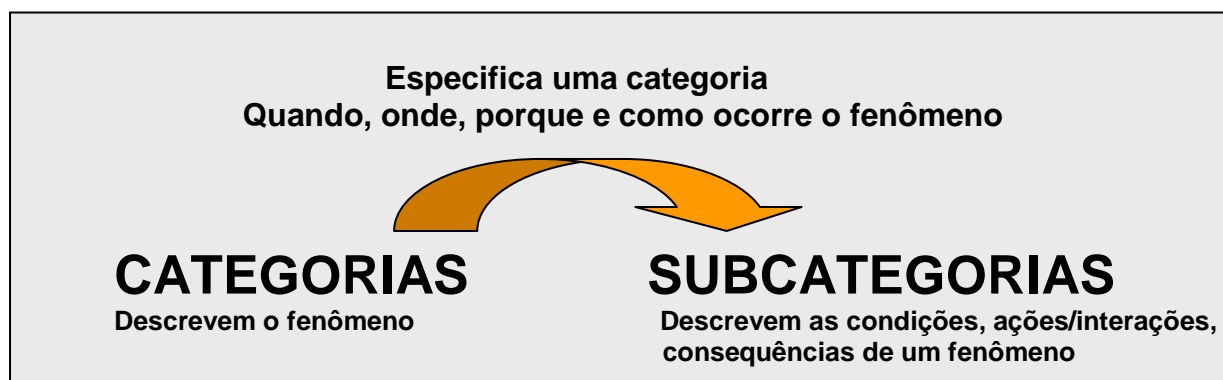 Especifica uma categoria
Quando, onde, porque e como ocorre o fenômeno
CATEGORIAS
Descrevem o fenômeno
SUBCATEGORIAS
Descrevem as condições, ações/interações,
consequências de um fenômeno